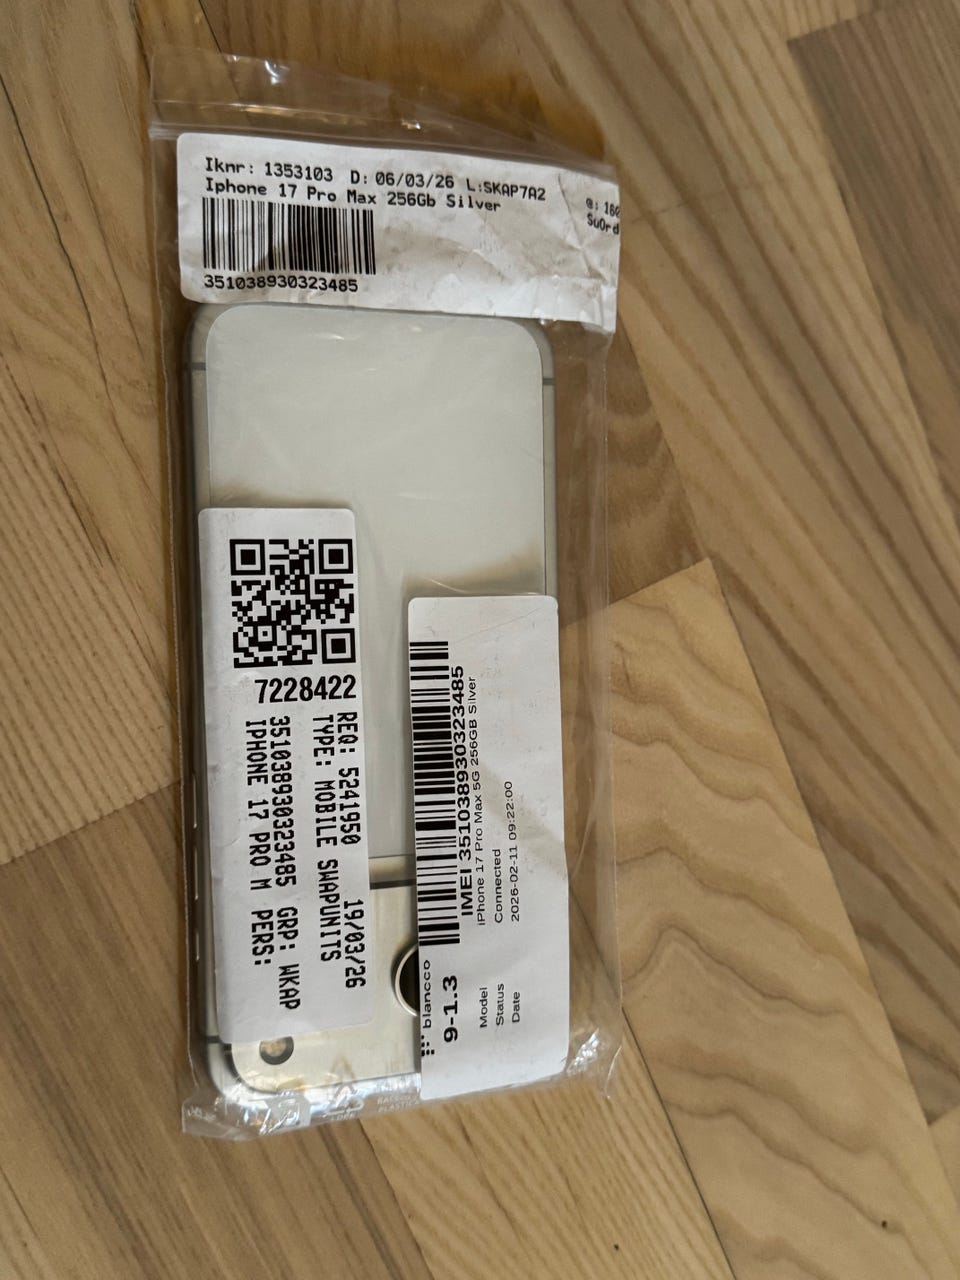 Iknr: 1353103 D: 06/03/26 L:SKAP7A2
Iphone 17 Pro Max 256Gb Silver
351038930323485
@: 160
SuOrd
7228422
REQ: 5241950 19/03/26
TYPE: MOBILE SWAPUNITS
351038930323485 GRP: WKAP
IPHONE 17 PRO M PERS:
blancco
9-1.3
IMEI 351038930323485
Model iPhone 17 Pro Max 5G 256GB Silver
Status Connected
Date 2026-02-11 09:22:00